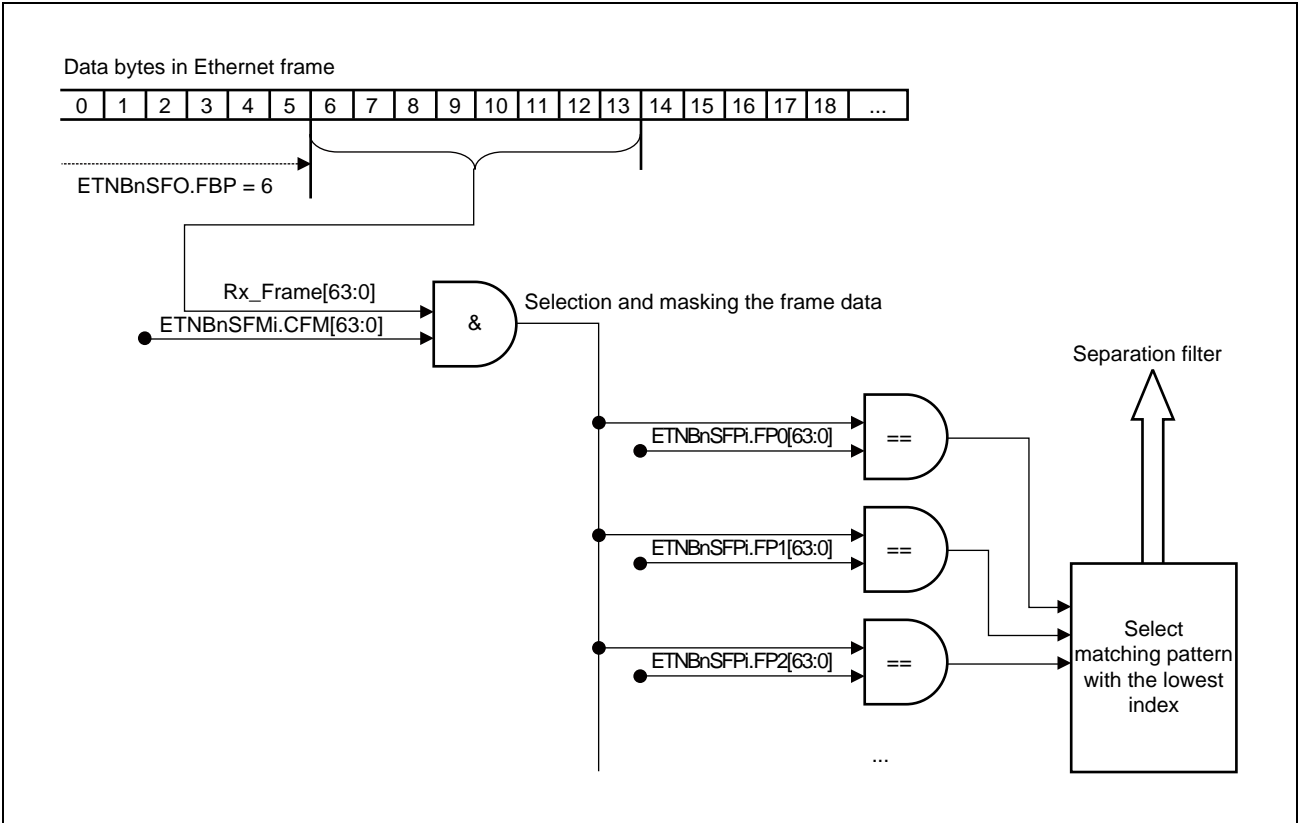 Data bytes in Ethernet frame
0 1 2 3 4 5 6 7 8 9 10 11 12 13 14 15 16 17 18 ...
ETNBnSFO.FBP = 6
Rx_Frame[63:0]
ETNBnSFMi.CFM[63:0]
&
Selection and masking the frame data
Separation filter
ETNBnSFPi.FP0[63:0]
==
ETNBnSFPi.FP1[63:0]
==
ETNBnSFPi.FP2[63:0]
==
Select
matching pattern
with the lowest
index
...